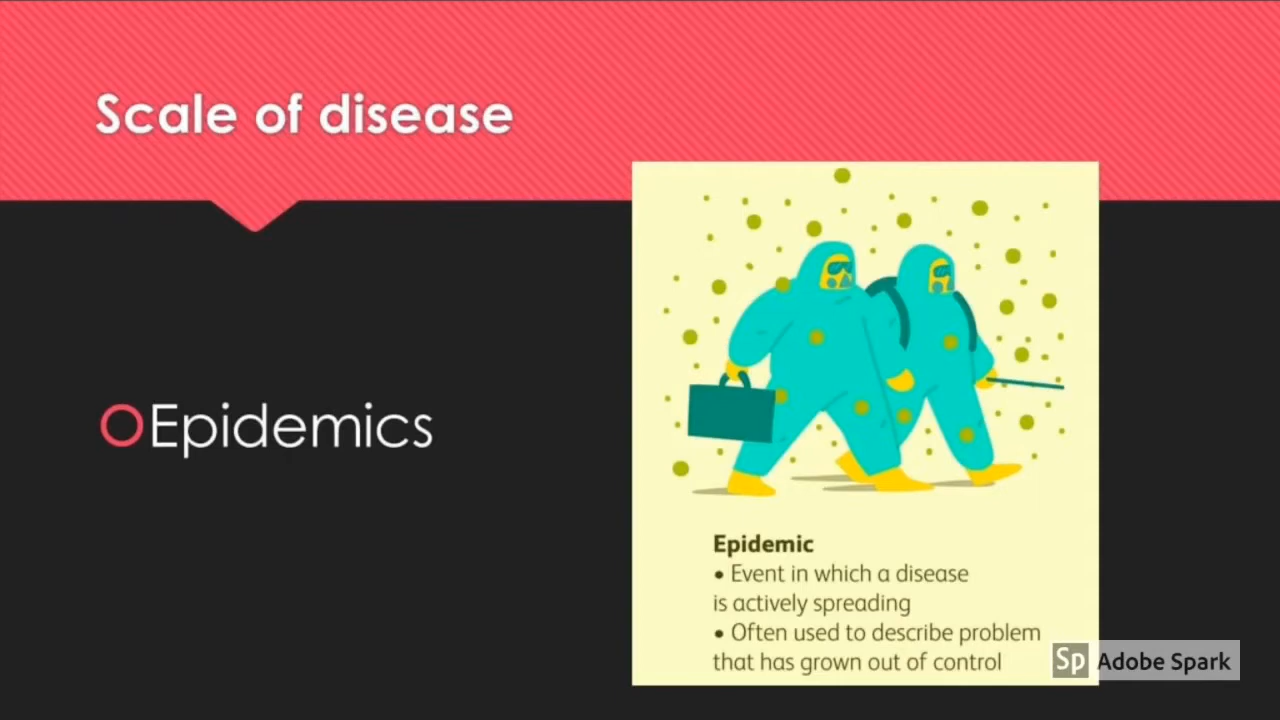 Scale of disease
Epidemics
Epidemic
• Event in which a disease
is actively spreading
• Often used to describe problem
that has grown out of control
Sp Adobe Spark